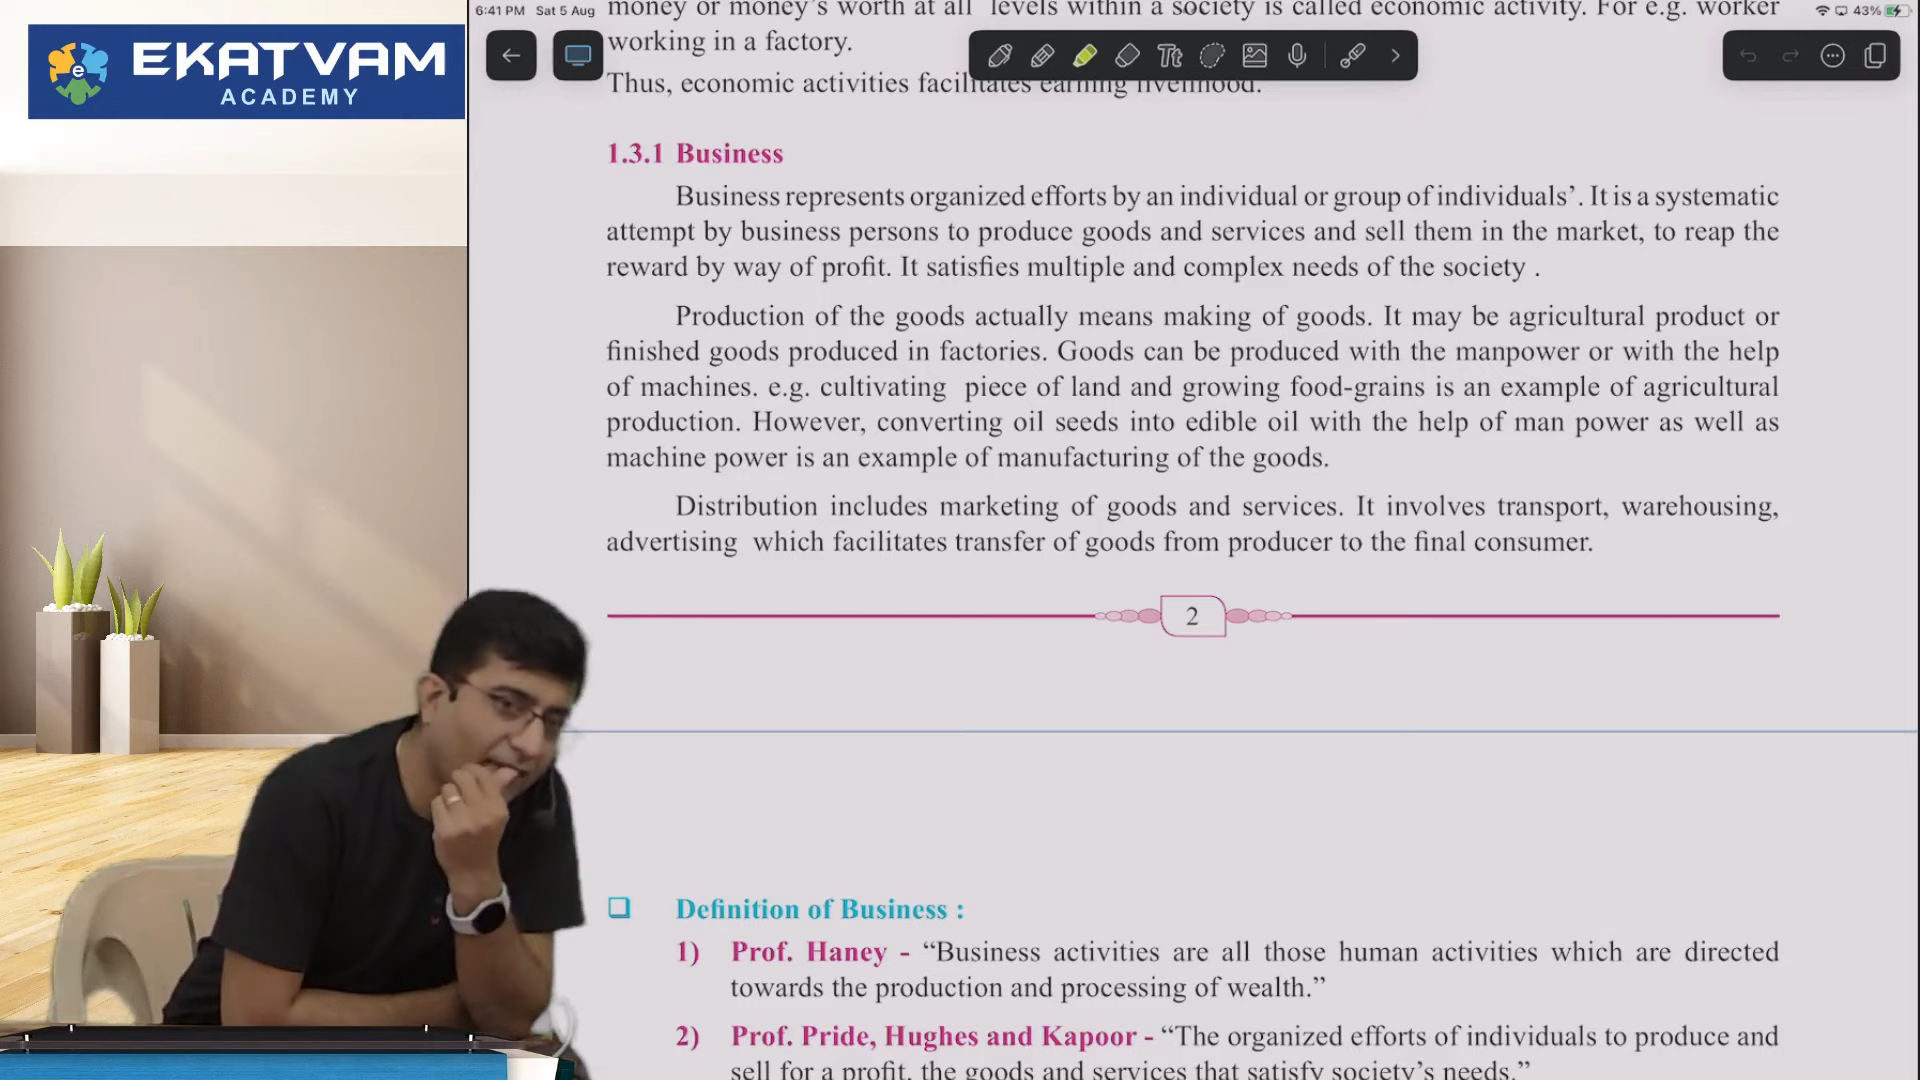 6:41 PM Sat 5 Aug
43%
EKATVAM
ACADEMY
e
Tt
money or money's worth at all levels within a society is called economic activity. For e.g. worker
working in a factory.
Thus, economic activities facilitates earning livelihood.
1.3.1 Business
Business represents organized efforts by an individual or group of individuals’. It is a systematic
attempt by business persons to produce goods and services and sell them in the market, to reap the
reward by way of profit. It satisfies multiple and complex needs of the society .
Production of the goods actually means making of goods. It may be agricultural product or
finished goods produced in factories. Goods can be produced with the manpower or with the help
of machines. e.g. cultivating piece of land and growing food-grains is an example of agricultural
production. However, converting oil seeds into edible oil with the help of man power as well as
machine power is an example of manufacturing of the goods.
Distribution includes marketing of goods and services. It involves transport, warehousing,
advertising which facilitates transfer of goods from producer to the final consumer.
2
❑ Definition of Business :
1) Prof. Haney - “Business activities are all those human activities which are directed
towards the production and processing of wealth.”
2) Prof. Pride, Hughes and Kapoor - “The organized efforts of individuals to produce and
sell for a profit, the goods and services that satisfy society’s needs.”